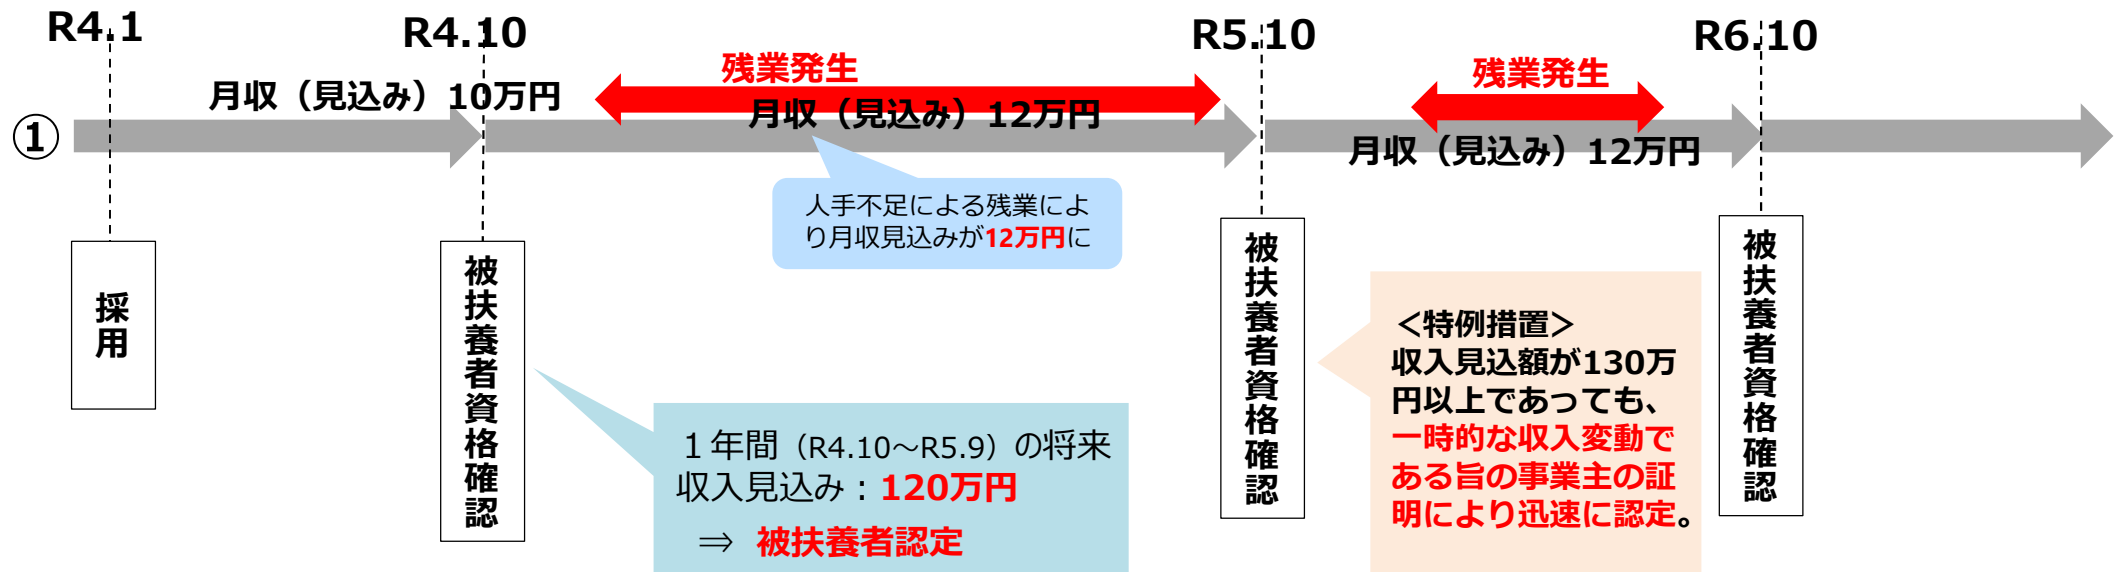 R4.1
R4.10
R5.10
R6.10
残業発生
残業発生
月収（見込み）10万円
月収（見込み）12万円
①
月収（見込み）12万円
人手不足による残業によ
り月収見込みが12万円に
採用
被扶養者資格確認
被扶養者資格確認
被扶養者資格確認
１年間（R4.10～R5.9）の将来
収入見込み：120万円
⇒ 被扶養者認定
＜特例措置＞
収入見込額が130万
円以上であっても、
一時的な収入変動で
ある旨の事業主の証
明により迅速に認定。